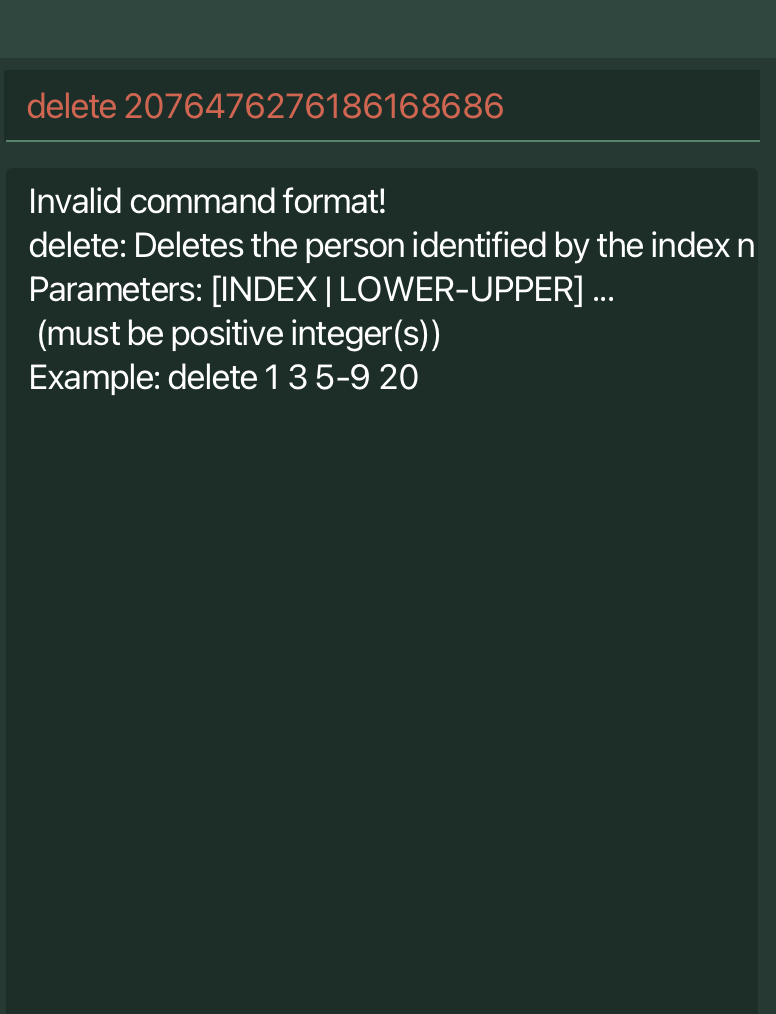 delete 2076476276186168686
Invalid command format!
delete: Deletes the person identified by the index n
Parameters: [INDEX | LOWER-UPPER] ...
(must be positive integer(s))
Example: delete 1 3 5-9 20